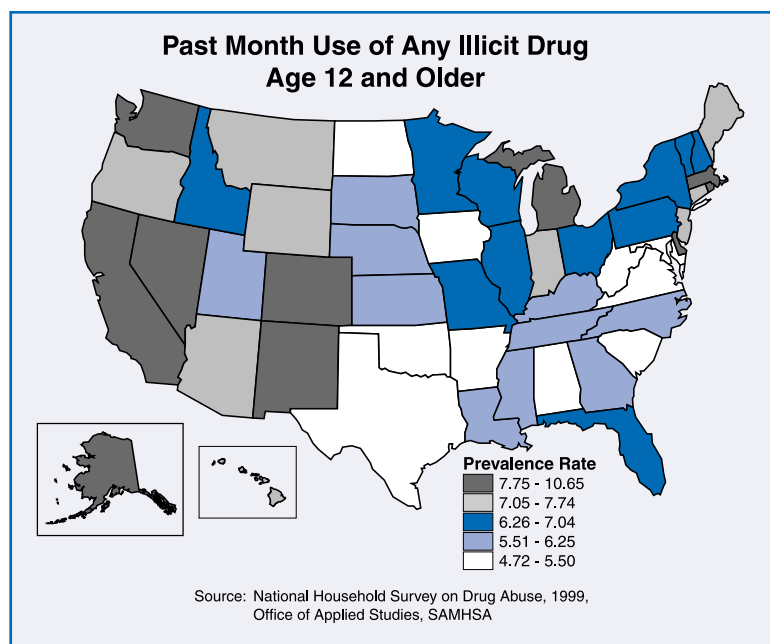 Past Month Use of Any Illicit Drug
Age 12 and Older
Prevalence Rate
7.75 - 10.65
7.05 - 7.74
6.26 - 7.04
5.51 - 6.25
4.72 - 5.50
Source: National Household Survey on Drug Abuse, 1999,
Office of Applied Studies, SAMHSA